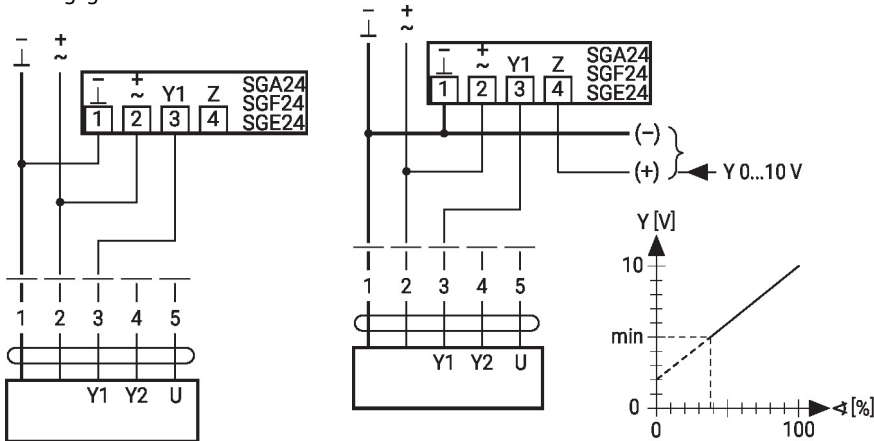 − +
⊥ ~
− +
⊥ ~ Y1 Z
1 2 3 4
SGA24
SGF24
SGE24
1 2 3 4 5
Y1 Y2 U
− +
⊥ ~
− +
⊥ ~ Y1 Z
1 2 3 4
SGA24
SGF24
SGE24
(−)
(+)
Y 0...10 V
1 2 3 4 5
Y1 Y2 U
Y [V]
10
min
0
0 100
∢ [%]